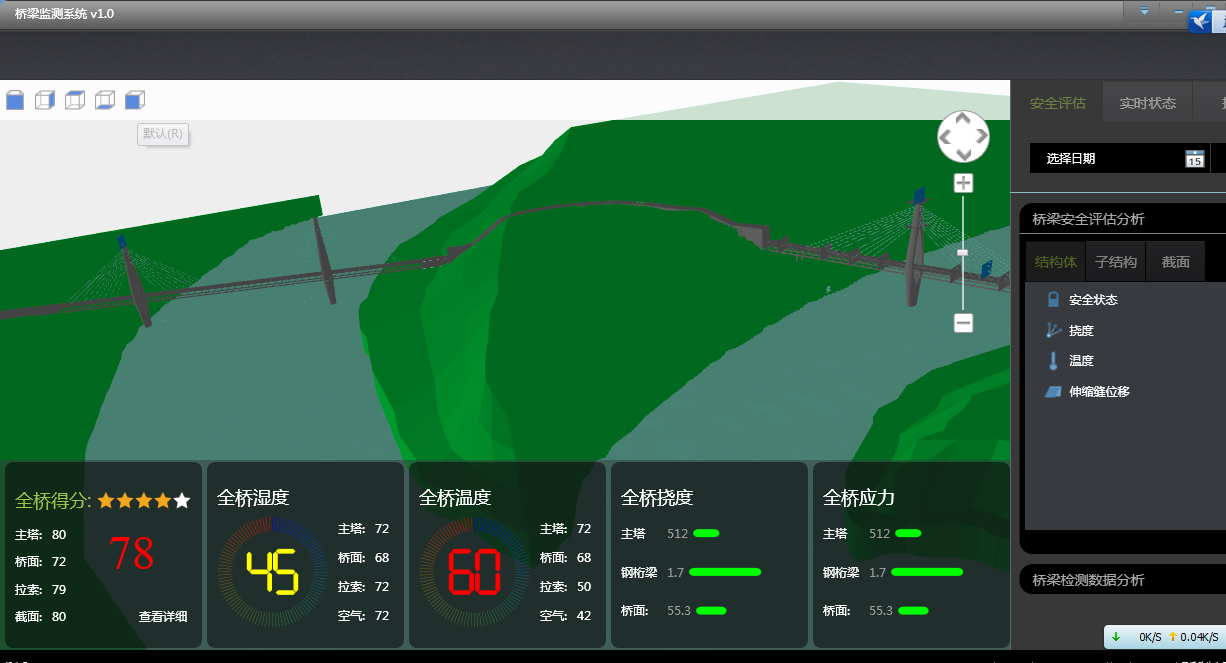 桥梁监测系统 v1.0
默认(R)
安全评估 实时状态
选择日期 15
桥梁安全评估分析
结构体 子结构 截面
安全状态
挠度
温度
伸缩缝位移
桥梁检测数据分析
全桥得分:
主塔: 80
桥面: 72
拉索: 79
截面: 80
78
查看详细
全桥湿度
45
主塔: 72
桥面: 68
拉索: 72
空气: 72
全桥温度
60
主塔: 72
桥面: 68
拉索: 50
空气: 42
全桥挠度
主塔 512
钢桁梁 1.7
桥面: 55.3
全桥应力
主塔 512
钢桁梁 1.7
桥面: 55.3
0K/S 0.04K/S